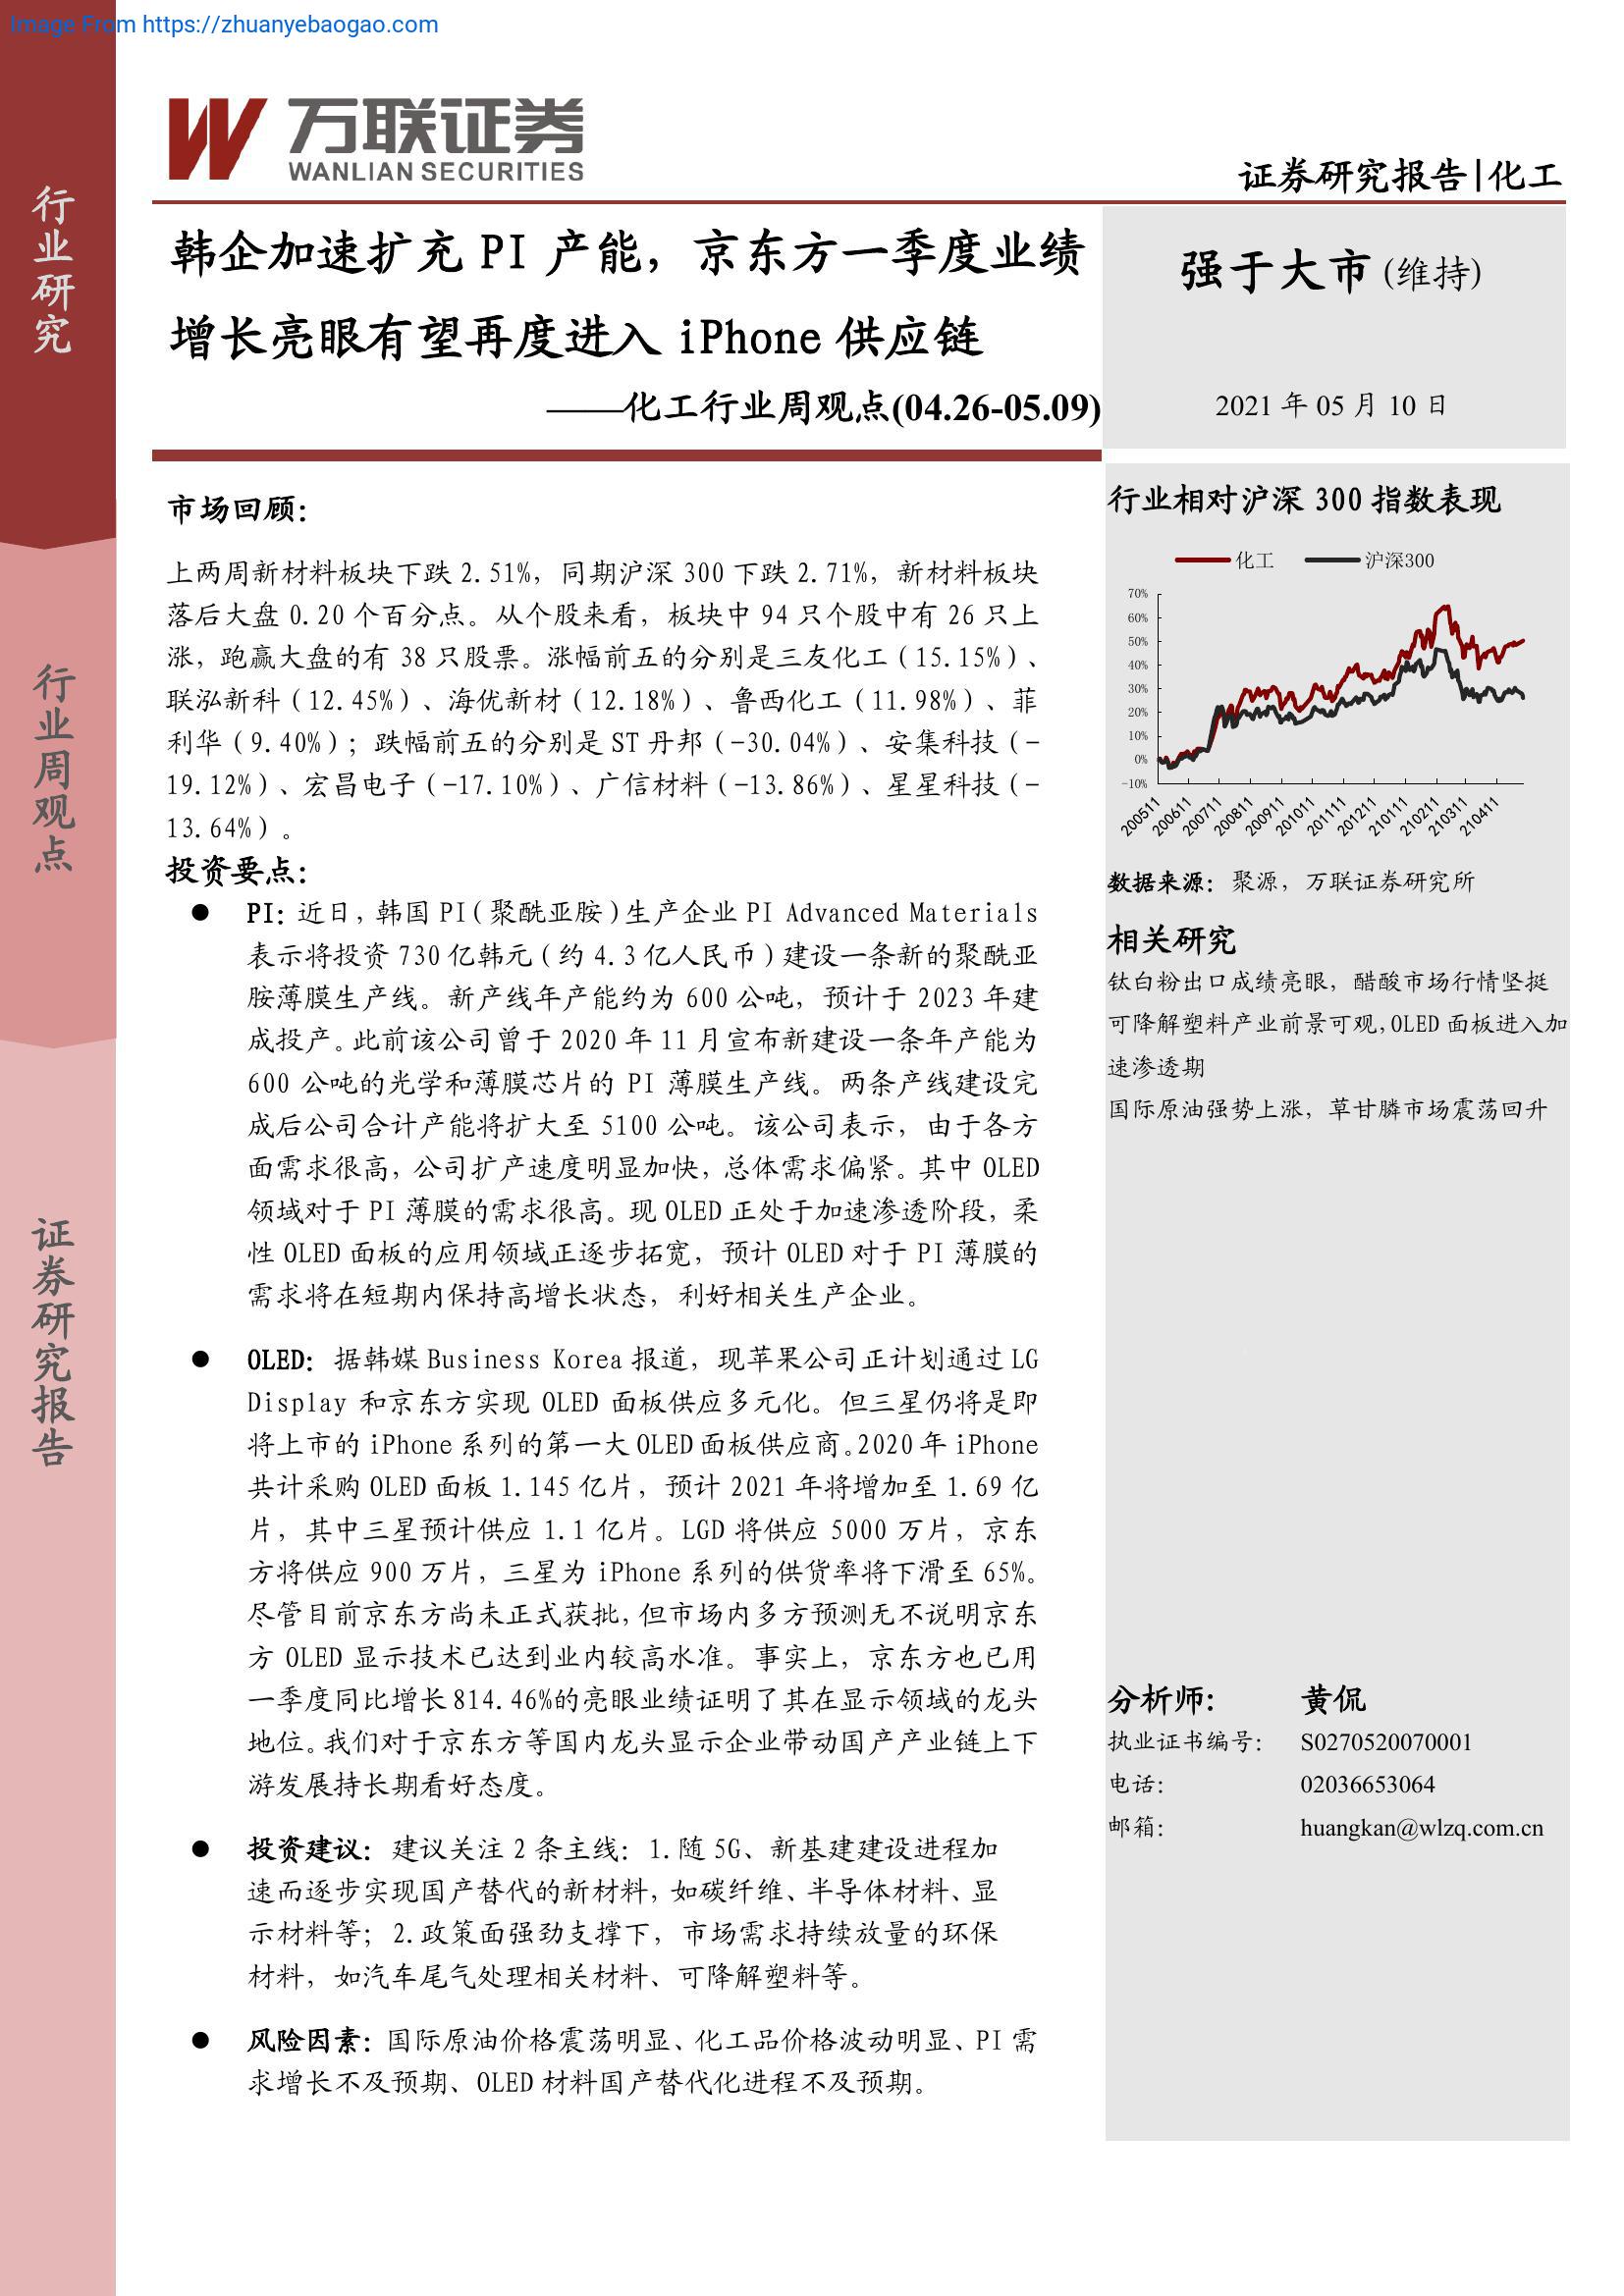 Image From https://zhuanyebaogao.com
行业研究
行业周观点
证券研究报告
万联证券
WANLIAN SECURITIES
证券研究报告|化工
韩企加速扩充 PI 产能，京东方一季度业绩
增长亮眼有望再度进入 iPhone 供应链
——化工行业周观点(04.26-05.09)
强于大市 (维持)
2021 年 05 月 10 日
市场回顾：
上两周新材料板块下跌 2.51%，同期沪深 300 下跌 2.71%，新材料板块
落后大盘 0.20 个百分点。从个股来看，板块中 94 只个股中有 26 只上
涨，跑赢大盘的有 38 只股票。涨幅前五的分别是三友化工（15.15%）、
联泓新科（12.45%）、海优新材（12.18%）、鲁西化工（11.98%）、菲
利华（9.40%）；跌幅前五的分别是 ST 丹邦（-30.04%）、安集科技（-
19.12%）、宏昌电子（-17.10%）、广信材料（-13.86%）、星星科技（-
13.64%）。
投资要点：
● PI：近日，韩国 PI（聚酰亚胺）生产企业 PI Advanced Materials
表示将投资 730 亿韩元（约 4.3 亿人民币）建设一条新的聚酰亚
胺薄膜生产线。新产线年产能约为 600 公吨，预计于 2023 年建
成投产。此前该公司曾于 2020 年 11 月宣布新建设一条年产能为
600 公吨的光学和薄膜芯片的 PI 薄膜生产线。两条产线建设完
成后公司合计产能将扩大至 5100 公吨。该公司表示，由于各方
面需求很高，公司扩产速度明显加快，总体需求偏紧。其中 OLED
领域对于 PI 薄膜的需求很高。现 OLED 正处于加速渗透阶段，柔
性 OLED 面板的应用领域正逐步拓宽，预计 OLED 对于 PI 薄膜的
需求将在短期内保持高增长状态，利好相关生产企业。
● OLED：据韩媒 Business Korea 报道，现苹果公司正计划通过 LG
Display 和京东方实现 OLED 面板供应多元化。但三星仍将是即
将上市的 iPhone 系列的第一大 OLED 面板供应商。2020 年 iPhone
共计采购 OLED 面板 1.145 亿片，预计 2021 年将增加至 1.69 亿
片，其中三星预计供应 1.1 亿片。LGD 将供应 5000 万片，京东
方将供应 900 万片，三星为 iPhone 系列的供货率将下滑至 65%。
尽管目前京东方尚未正式获批，但市场内多方预测无不说明京东
方 OLED 显示技术已达到业内较高水准。事实上，京东方也已用
一季度同比增长 814.46%的亮眼业绩证明了其在显示领域的龙头
地位。我们对于京东方等国内龙头显示企业带动国产产业链上下
游发展持长期看好态度。
● 投资建议：建议关注 2 条主线：1.随 5G、新基建建设进程加
速而逐步实现国产替代的新材料，如碳纤维、半导体材料、显
示材料等；2.政策面强劲支撑下，市场需求持续放量的环保
材料，如汽车尾气处理相关材料、可降解塑料等。
● 风险因素：国际原油价格震荡明显、化工品价格波动明显、PI 需
求增长不及预期、OLED 材料国产替代化进程不及预期。
行业相对沪深 300 指数表现
化工 沪深300
70%
60%
50%
40%
30%
20%
10%
0%
-10%
200511 200611 200711 200811 200911 201011 201111 201211 210111 210211 210311 210411
数据来源：聚源，万联证券研究所
相关研究
钛白粉出口成绩亮眼，醋酸市场行情坚挺
可降解塑料产业前景可观,OLED 面板进入加
速渗透期
国际原油强势上涨，草甘膦市场震荡回升
分析师： 黄侃
执业证书编号： S0270520070001
电话： 02036653064
邮箱： huangkan@wlzq.com.cn